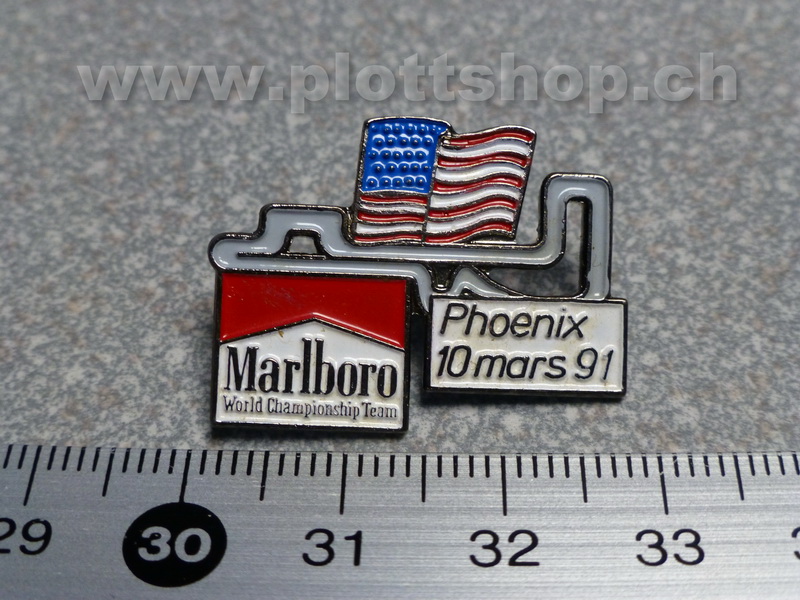 www.plottshop.ch
Marlboro
World Championship Team
Phoenix
10 mars 91
29 30 31 32 33